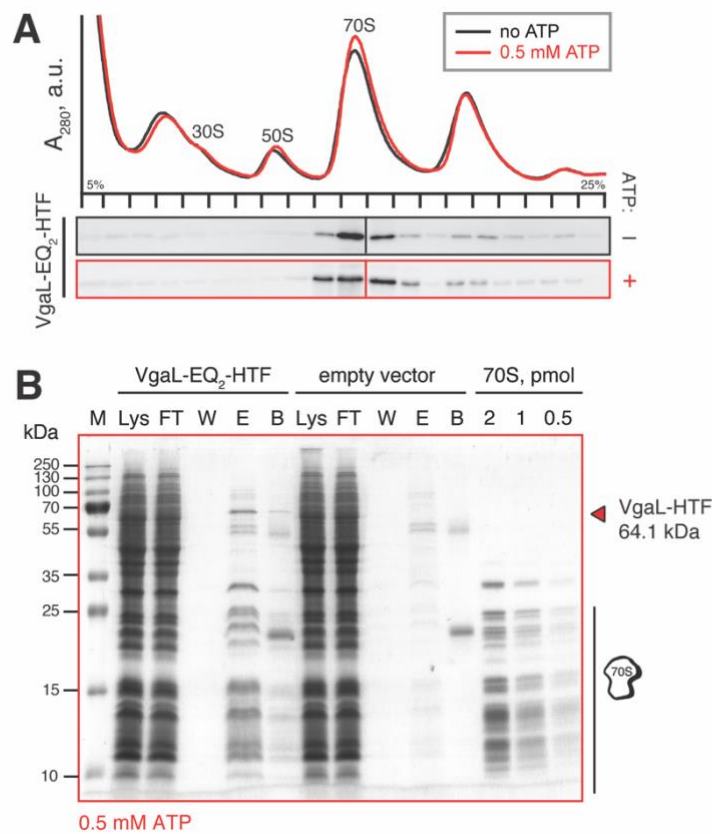 A
A280, a.u.
30S
50S
70S
no ATP
0.5 mM ATP
5%
25%
ATP:
VgaL-EQ2-HTF
–
+
B
VgaL-EQ2-HTF
empty vector
70S, pmol
M Lys FT W E B Lys FT W E B 2 1 0.5
kDa
250
130
100
70
55
35
25
15
10
VgaL-HTF
64.1 kDa
70S
0.5 mM ATP